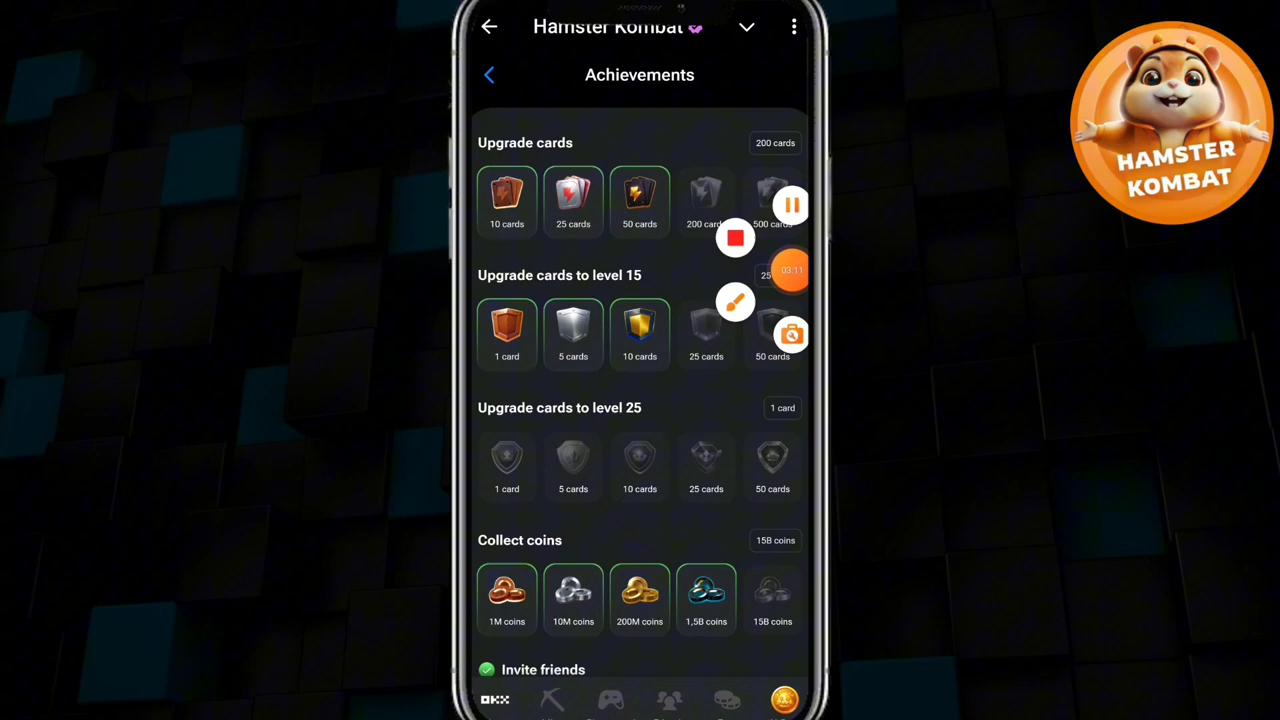 Hamster Kombat
Achievements
Upgrade cards
200 cards
10 cards
25 cards
50 cards
200
500 cards
Upgrade cards to level 15
25
1 card
5 cards
10 cards
25 cards
50 cards
Upgrade cards to level 25
1 card
1 card
5 cards
10 cards
25 cards
50 cards
Collect coins
15B coins
1M coins
10M coins
200M coins
1,5B coins
15B coins
Invite friends
OKX
03:11
HAMSTER
KOMBAT